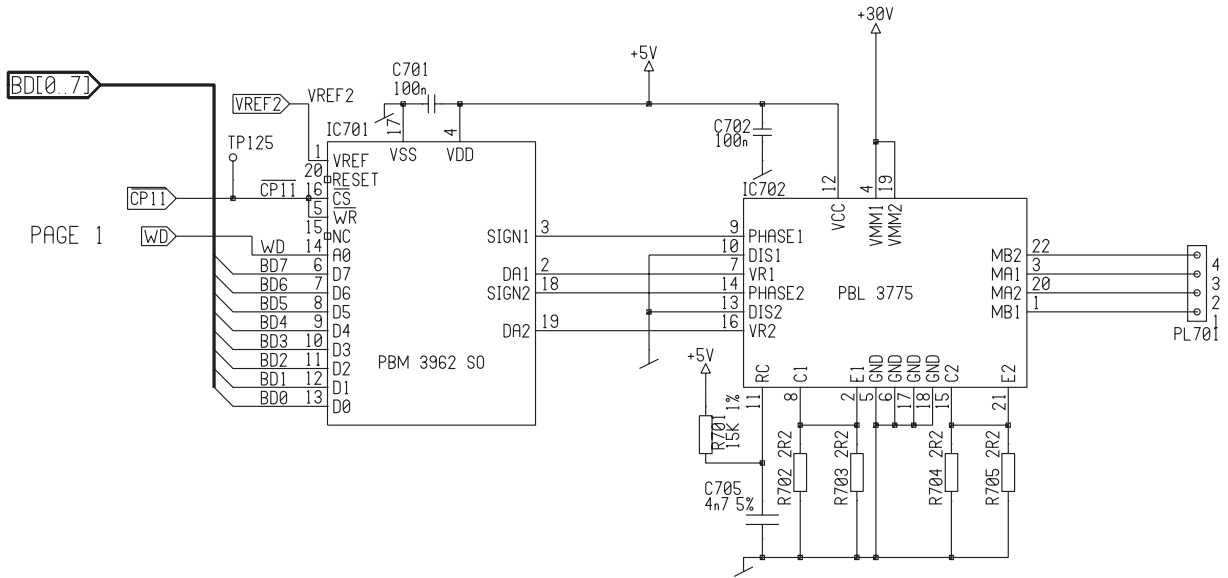 +30V
+5V
BD[0..7]
C701
100n
VREF2
VREF2
IC701
17
4
VSS
VDD
C702
100n
TP125
1
VREF
20
RESET
CP11
CP11
16
CS
5
WR
15
NC
PAGE 1
WD
WD
14
A0
BD7
6
D7
BD6
7
D6
BD5
8
D5
BD4
9
D4
BD3
10
D3
BD2
11
D2
BD1
12
D1
BD0
13
D0
PBM 3962 SO
SIGN1
3
DA1
2
SIGN2
18
DA2
19
IC702
12
4
19
VCC
VMM1
VMM2
9
PHASE1
10
DIS1
7
VR1
14
PHASE2
13
DIS2
16
VR2
PBL 3775
MB2
22
MA1
3
MA2
20
MB1
1
4
3
2
1
PL701
+5V
RC
C1
E1
GND
GND
GND
GND
C2
E2
11
8
2
5
6
17
18
15
21
R701
15K 1%
C705
4n7 5%
R702 2R2
R703 2R2
R704 2R2
R705 2R2